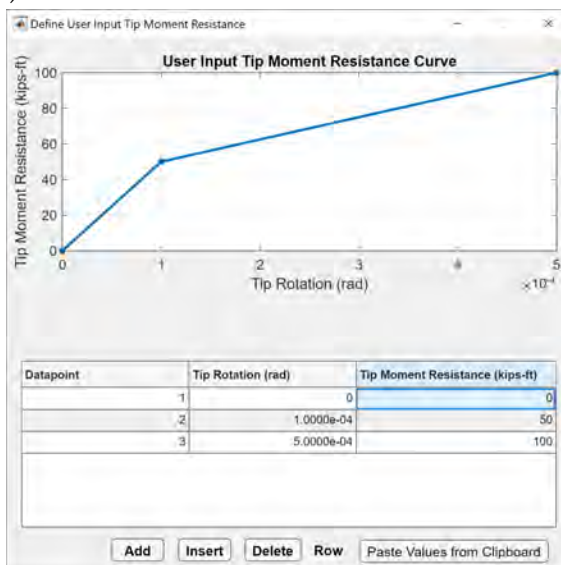 )
Define User Input Tip Moment Resistance
User Input Tip Moment Resistance Curve
Tip Moment Resistance (kips-ft)
100
80
60
40
20
0
0 1 2 3 4 5
Tip Rotation (rad)
×10⁻⁴
Datapoint Tip Rotation (rad) Tip Moment Resistance (kips-ft)
1 0 0
2 1.0000e-04 50
3 5.0000e-04 100
Add Insert Delete Row Paste Values from Clipboard